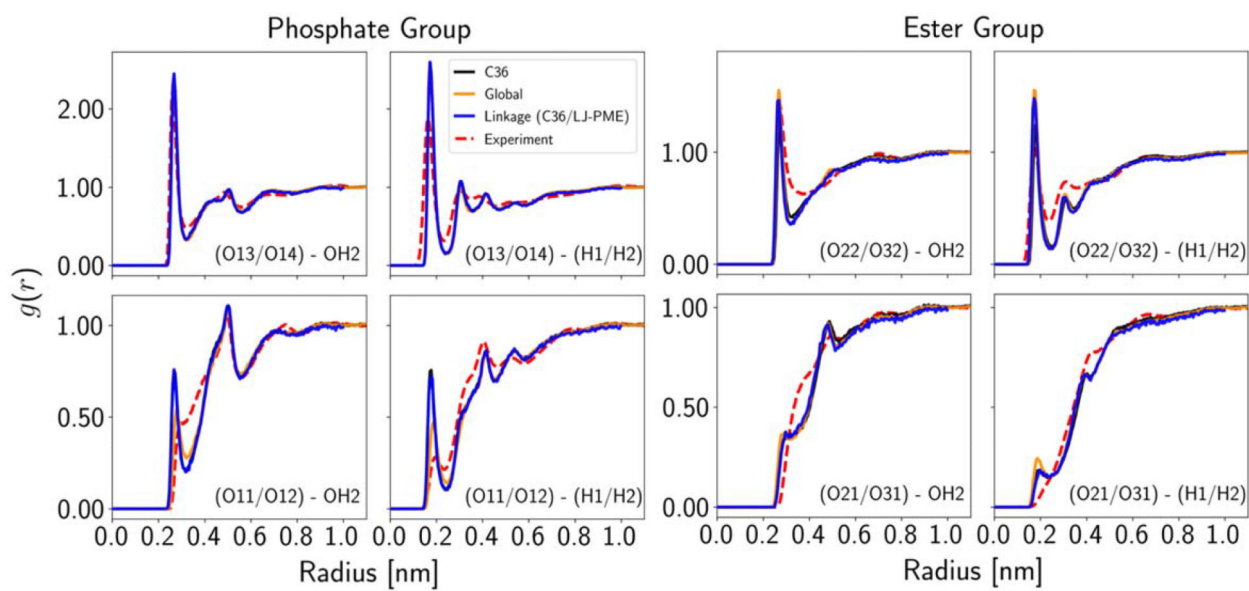 Phosphate Group
Ester Group
g(r)
2.00
1.00
0.00
C36
Global
Linkage (C36/LJ-PME)
Experiment
(O13/O14) - OH2
(O13/O14) - (H1/H2)
1.00
0.00
(O22/O32) - OH2
(O22/O32) - (H1/H2)
1.00
0.50
0.00
(O11/O12) - OH2
(O11/O12) - (H1/H2)
1.00
0.50
0.00
(O21/O31) - OH2
(O21/O31) - (H1/H2)
0.0 0.2 0.4 0.6 0.8 1.0
0.0 0.2 0.4 0.6 0.8 1.0
0.0 0.2 0.4 0.6 0.8 1.0
0.0 0.2 0.4 0.6 0.8 1.0
Radius [nm]
Radius [nm]